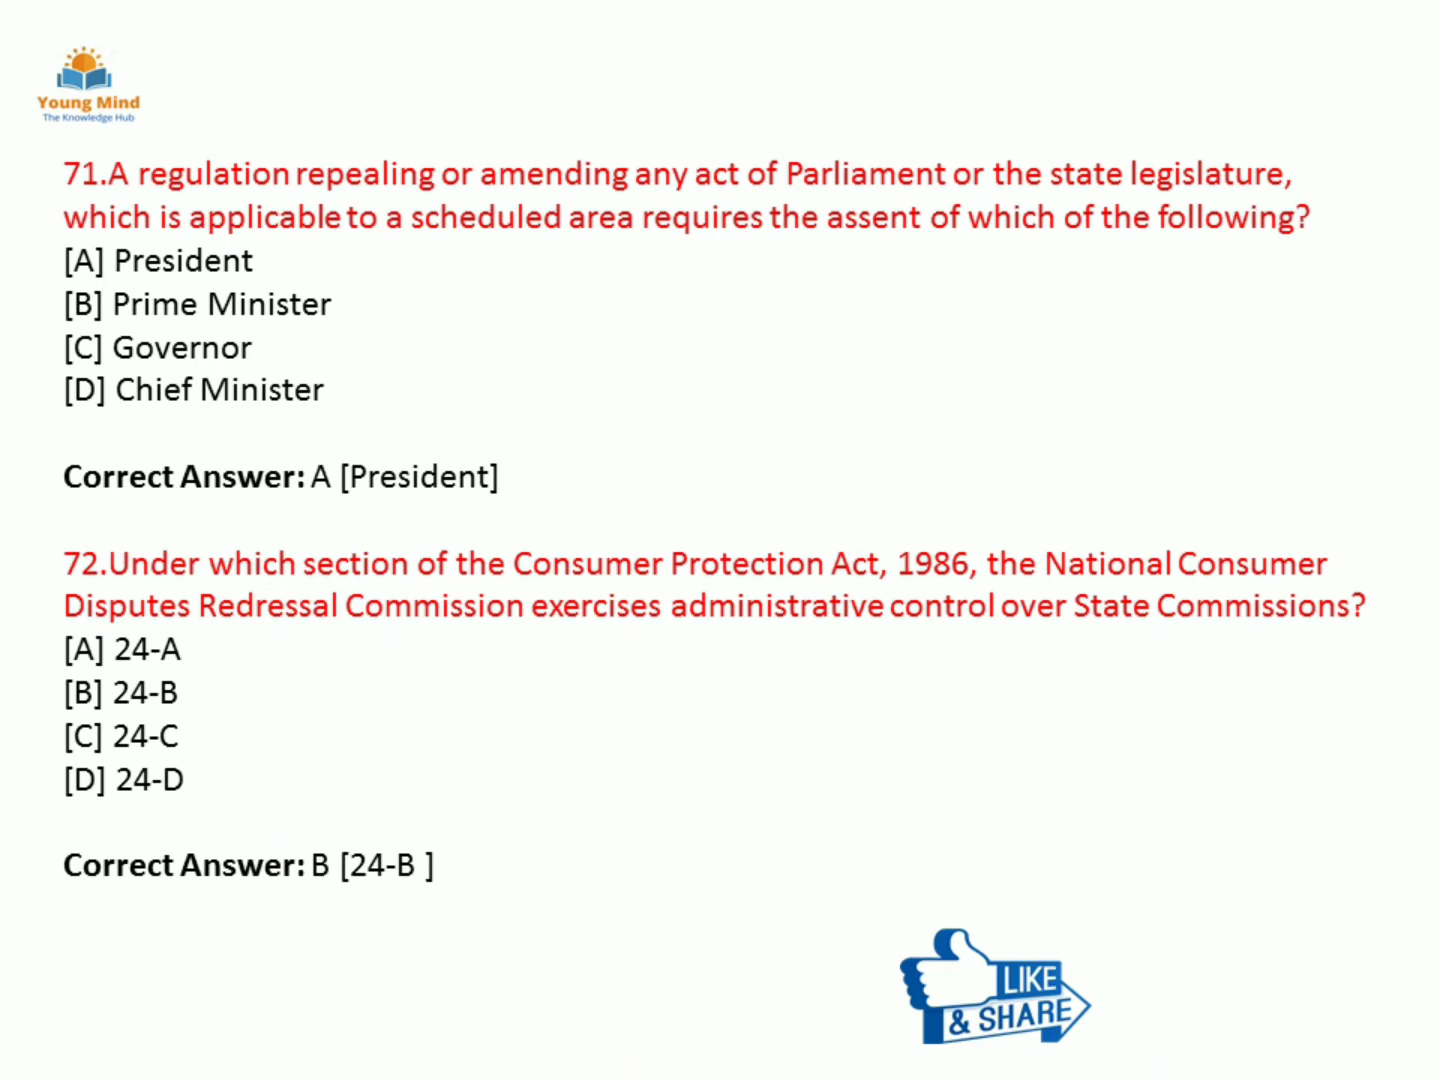 Young Mind
The Knowledge Hub
71.A regulation repealing or amending any act of Parliament or the state legislature,
which is applicable to a scheduled area requires the assent of which of the following?
[A] President
[B] Prime Minister
[C] Governor
[D] Chief Minister
Correct Answer: A [President]
72.Under which section of the Consumer Protection Act, 1986, the National Consumer
Disputes Redressal Commission exercises administrative control over State Commissions?
[A] 24-A
[B] 24-B
[C] 24-C
[D] 24-D
Correct Answer: B [24-B ]
LIKE
& SHARE